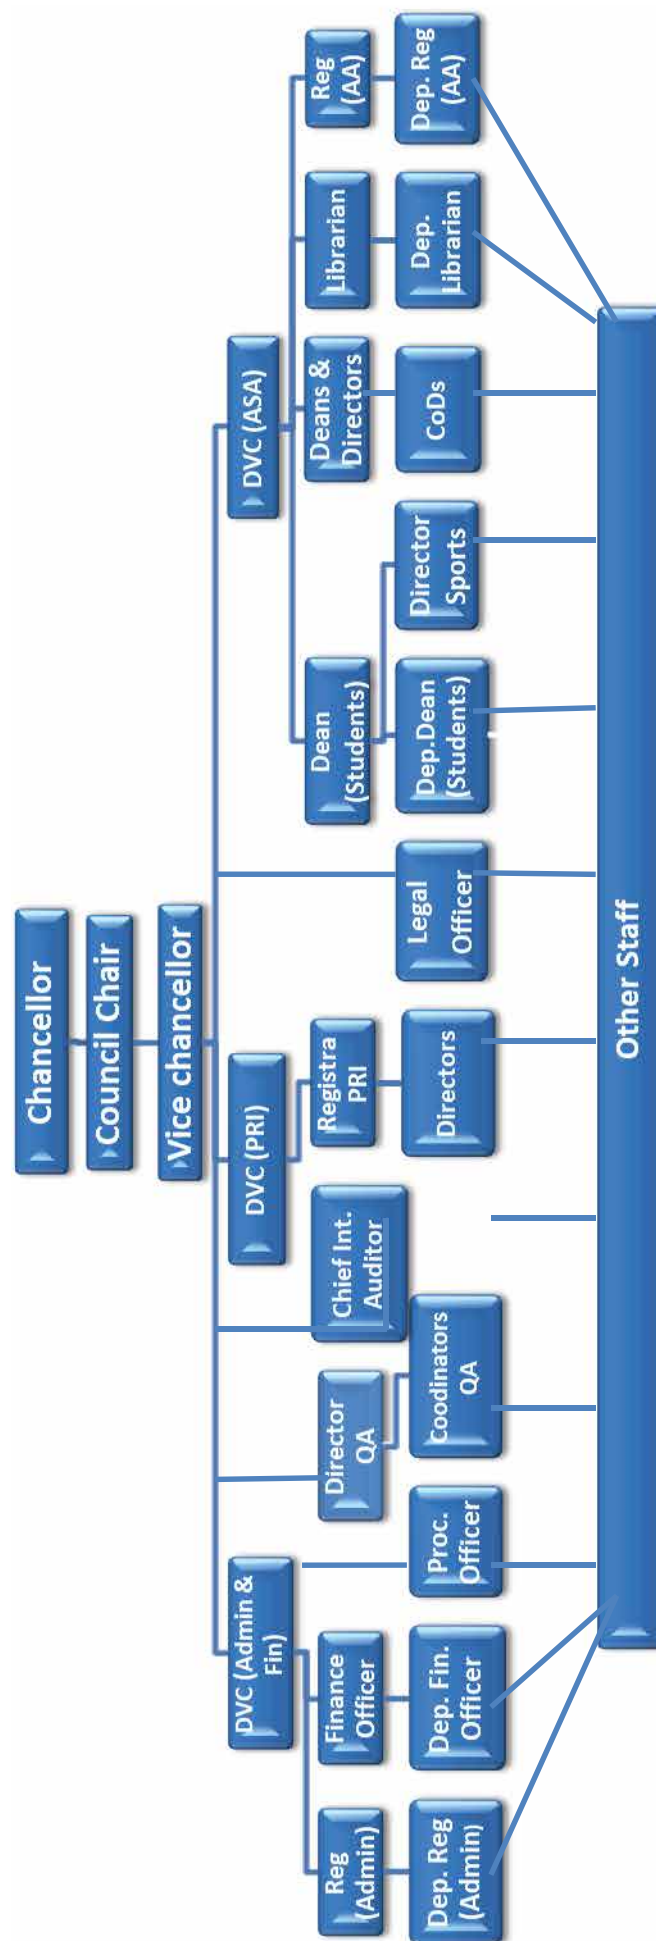 Chancellor
Council Chair
Vice chancellor
DVC (Admin &
Fin)
DVC (PRI)
DVC (ASA)
Reg
(Admin)
Finance
Officer
Director
QA
Chief Int.
Auditor
Registra
PRI
Dean
(Students)
Deans &
Directors
Librarian
Reg
(AA)
Dep. Reg
(Admin)
Dep. Fin.
Officer
Proc.
Officer
Coodinators
QA
Directors
Legal
Officer
Dep.Dean
(Students)
Director
Sports
CoDs
Dep.
Librarian
Dep. Reg
(AA)
Other Staff